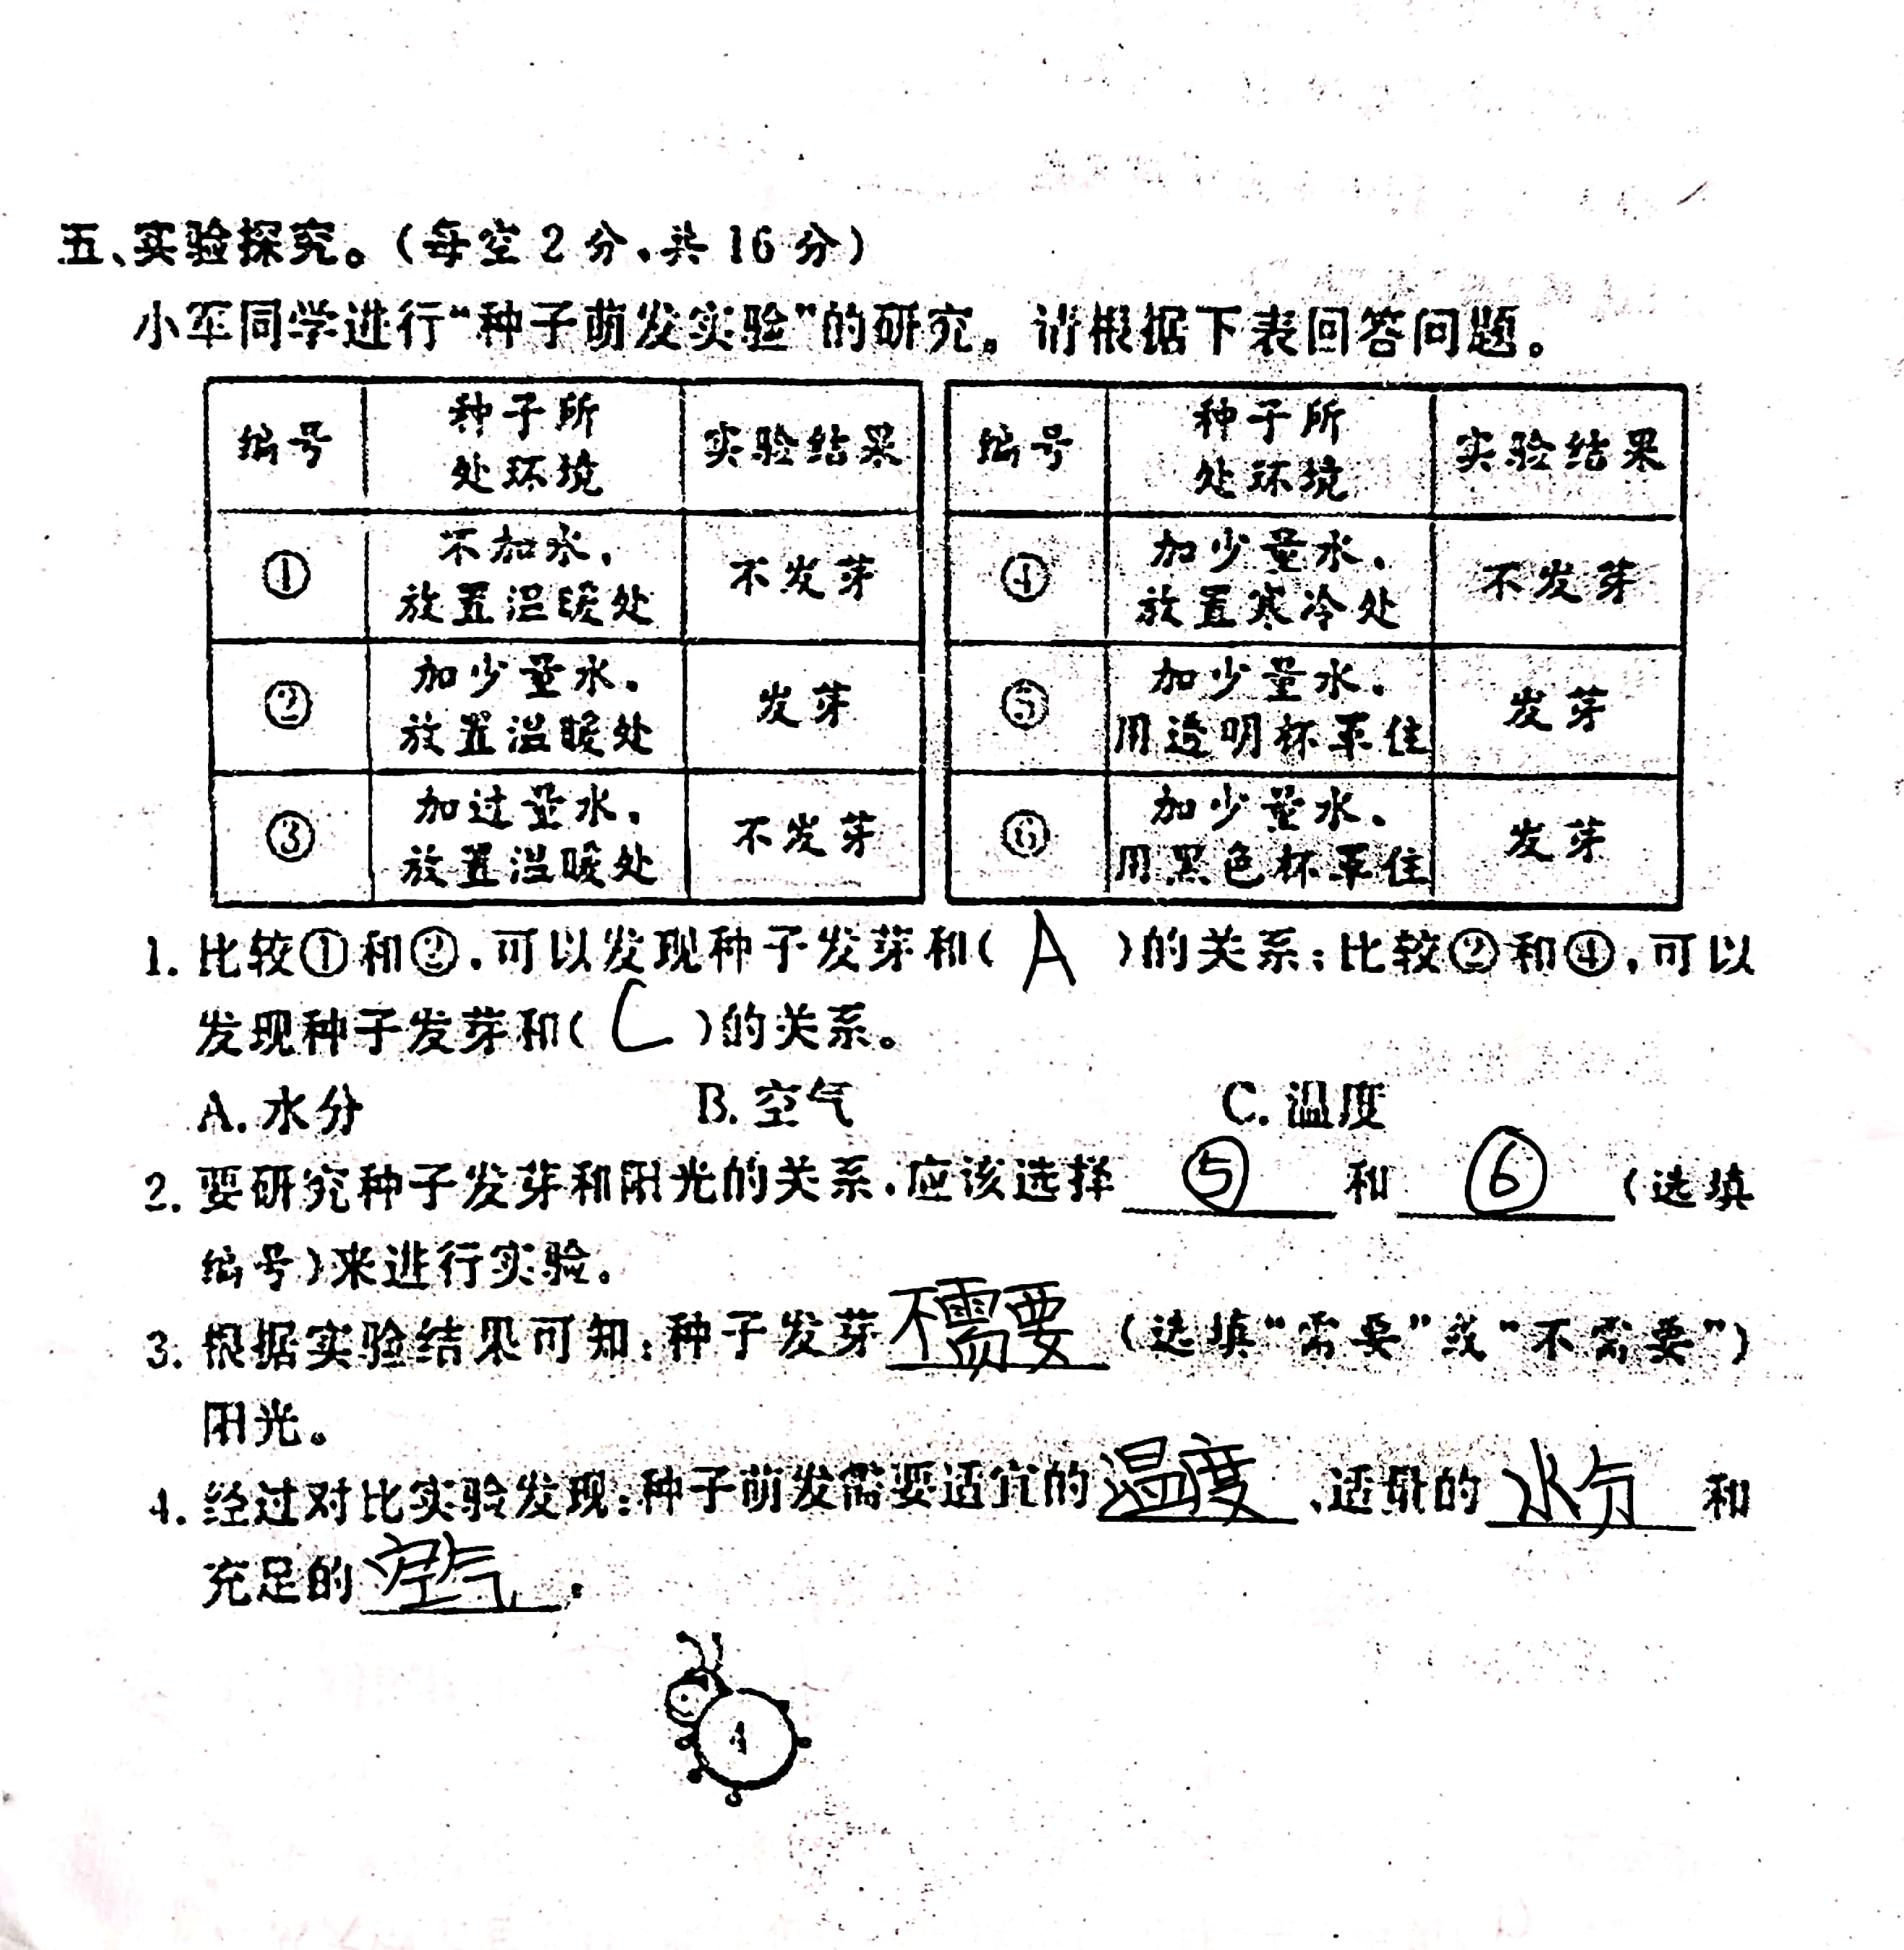 五、实验探究。(每空2分,共16分)
小军同学进行“种子萌发实验”的研究。请根据下表回答问题。
编号 种子所处环境 实验结果 编号 种子所处环境 实验结果
① 不加水,放置温暖处 不发芽 ④ 加少量水,放置寒冷处 不发芽
② 加少量水,放置温暖处 发芽 ⑤ 加少量水,用透明杯罩住 发芽
③ 加过量水,放置温暖处 不发芽 ⑥ 加少量水,用黑色杯罩住 发芽
1. 比较①和②,可以发现种子发芽和( A )的关系;比较②和④,可以
发现种子发芽和( C )的关系。
A. 水分 B. 空气 C. 温度
2. 要研究种子发芽和阳光的关系,应该选择 ⑤ 和 ⑥ (选填
编号)来进行实验。
3. 根据实验结果可知:种子发芽不需要(选填“需要”或“不需要”)
阳光。
4. 经过对比实验发现:种子萌发需要适宜的温度、适量的水分和
充足的空气。
4